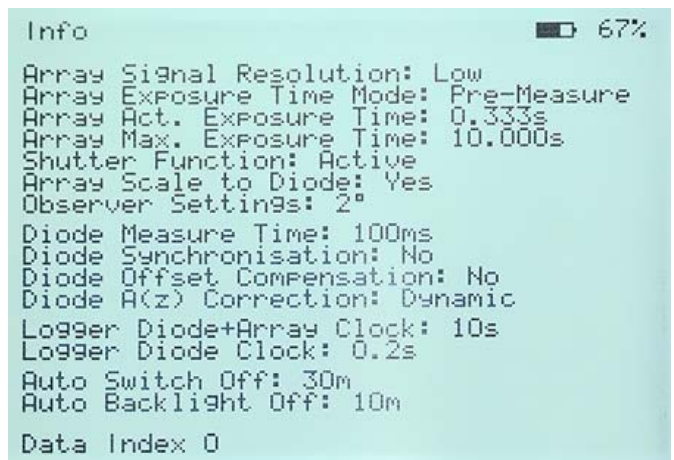 Info 67%
Array Signal Resolution: Low
Array Exposure Time Mode: Pre-Measure
Array Act. Exposure Time: 0.333s
Array Max. Exposure Time: 10.000s
Shutter Function: Active
Array Scale to Diode: Yes
Observer Settings: 2°
Diode Measure Time: 100ms
Diode Synchronisation: No
Diode Offset Compensation: No
Diode A(z) Correction: Dynamic
Logger Diode+Array Clock: 10s
Logger Diode Clock: 0.2s
Auto Switch Off: 30m
Auto Backlight Off: 10m
Data Index 0